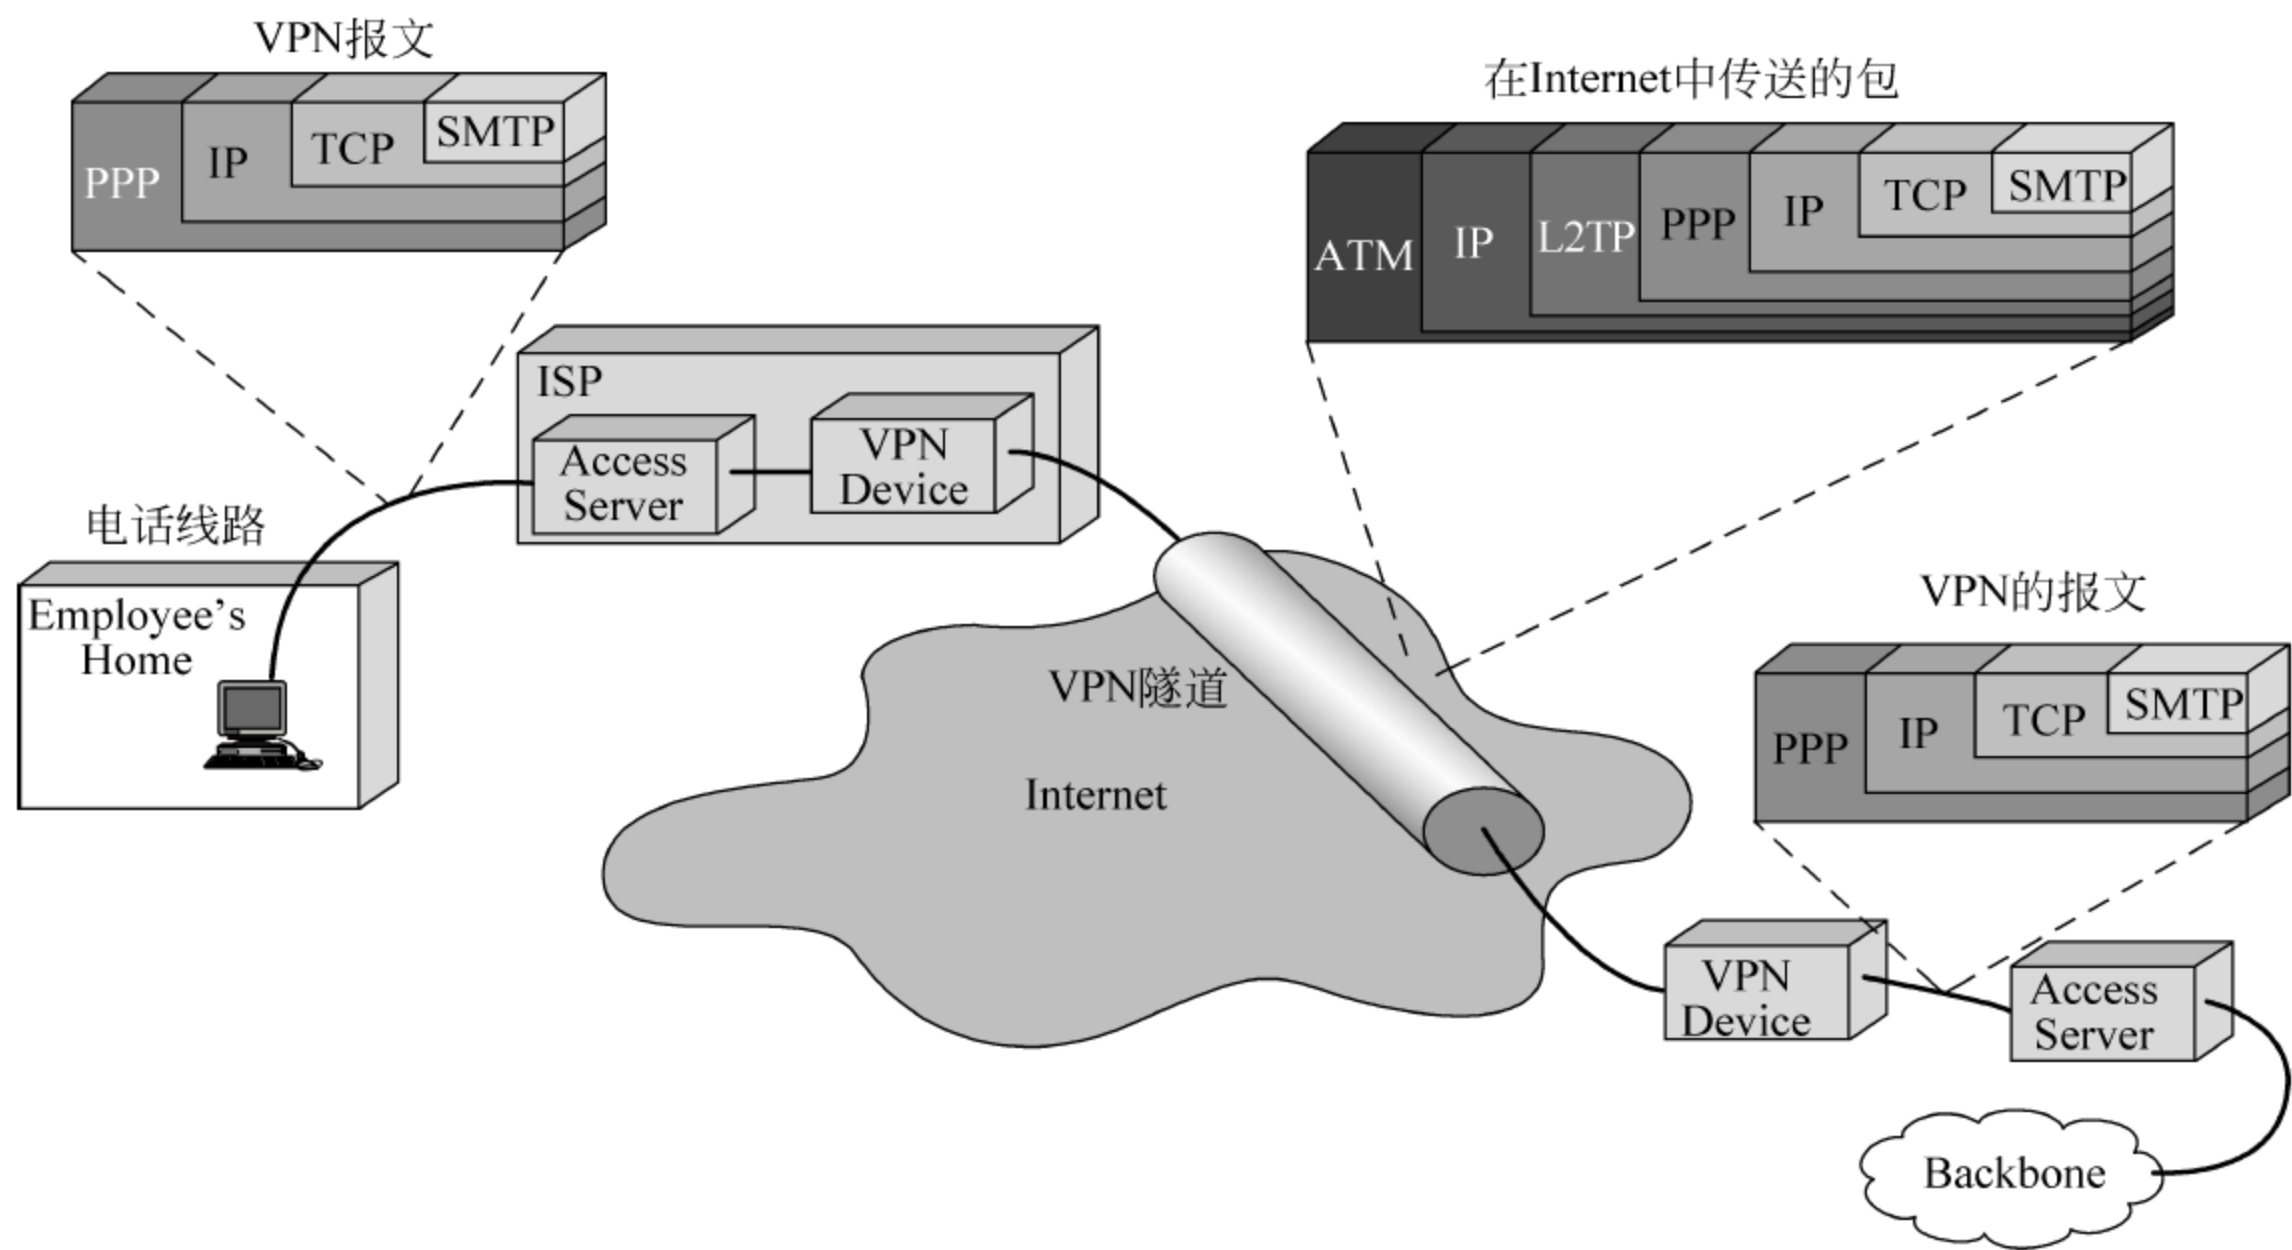 VPN报文
PPP
IP
TCP
SMTP
在Internet中传送的包
ATM
IP
L2TP
PPP
IP
TCP
SMTP
ISP
Access
Server
VPN
Device
电话线路
Employee’s
Home
VPN隧道
Internet
VPN的报文
PPP
IP
TCP
SMTP
VPN
Device
Access
Server
Backbone